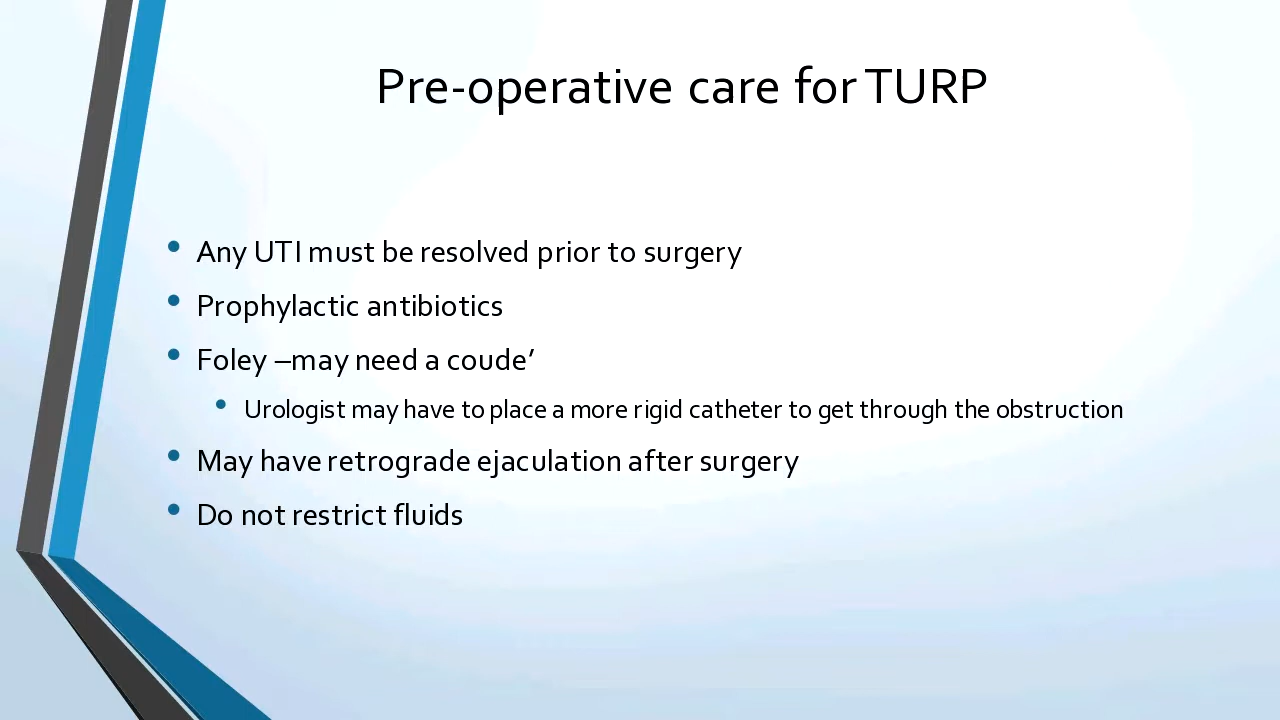 Pre-operative care for TURP
• Any UTI must be resolved prior to surgery
• Prophylactic antibiotics
• Foley –may need a coude’
• Urologist may have to place a more rigid catheter to get through the obstruction
• May have retrograde ejaculation after surgery
• Do not restrict fluids